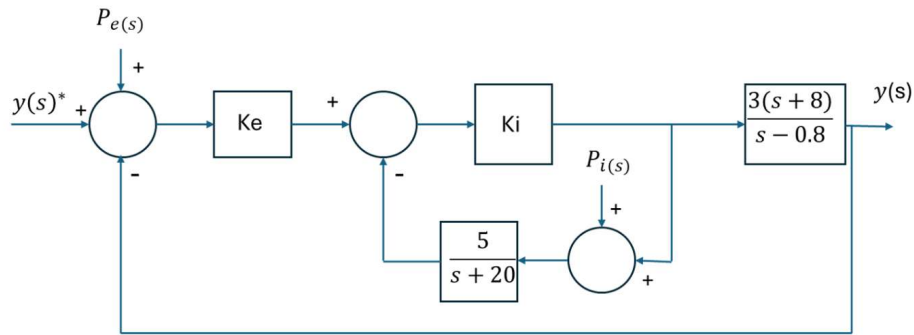 P_e(s)
+
y(s)* +
-
Ke
+
-
Ki
3(s + 8)
s − 0.8
y(s)
P_i(s)
+
+
5
s + 20